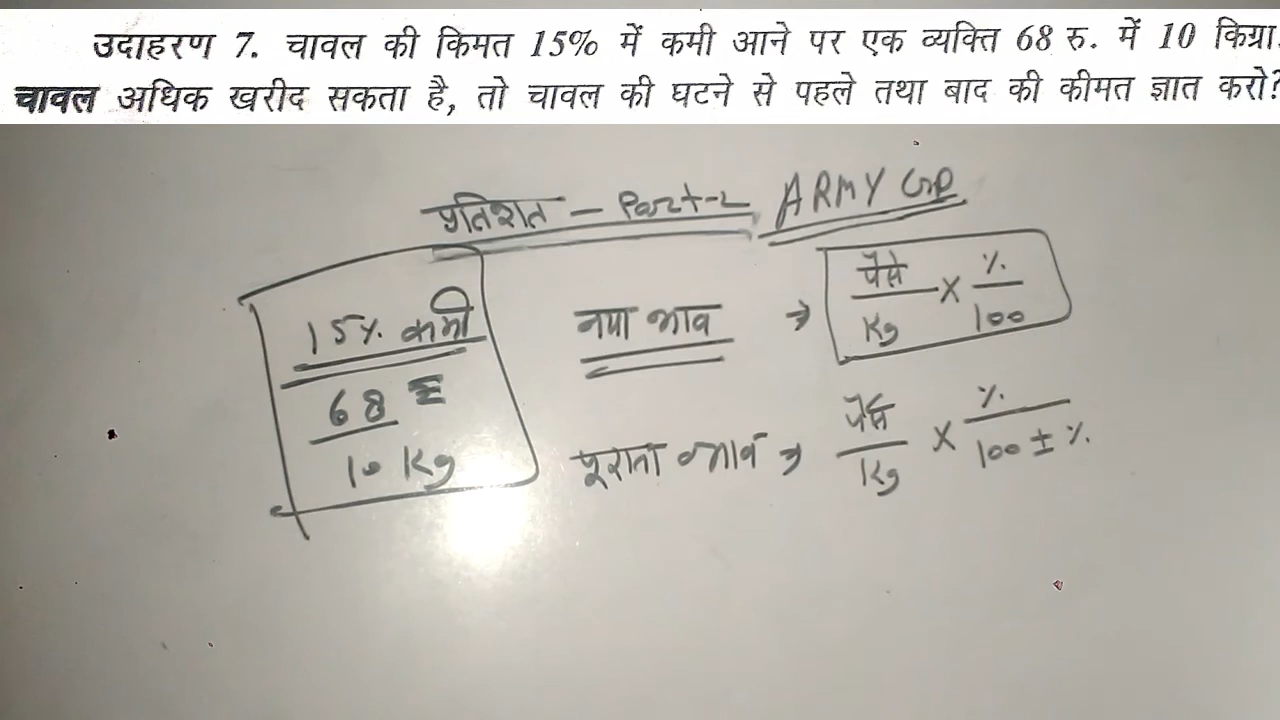 उदाहरण 7. चावल की किमत 15% में कमी आने पर एक व्यक्ति 68 रु. में 10 किग्रा.
चावल अधिक खरीद सकता है, तो चावल की घटने से पहले तथा बाद की कीमत ज्ञात करो?
प्रतिशत - Part-2 ARMY GD
15% कमी
68 रु
10 Kg
नया भाव → पैसे/Kg × %/100
पुराना भाव → पैसे/Kg × %/100 ± %